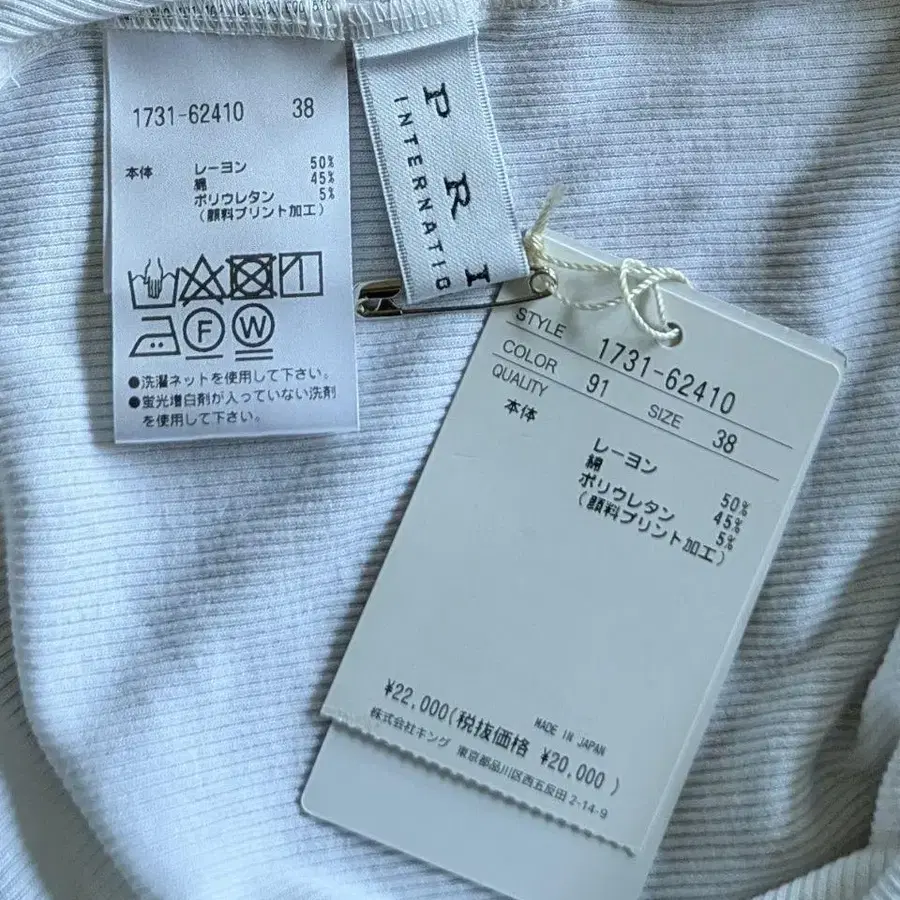 1731-62410 38
本体 レーヨン 50%
綿 45%
ポリウレタン 5%
(顔料プリント加工)
F W
●洗濯ネットを使用して下さい。
●蛍光増白剤が入っていない洗剤
を使用して下さい。
PRI
INTERNATIO
STYLE 1731-62410
COLOR 91 SIZE 38
QUALITY
本体
レーヨン 50%
綿 45%
ポリウレタン 5%
(顔料プリント加工)
MADE IN JAPAN
¥22,000(税抜価格 ¥20,000)
株式会社キング 東京都品川区西五反田2-14-9